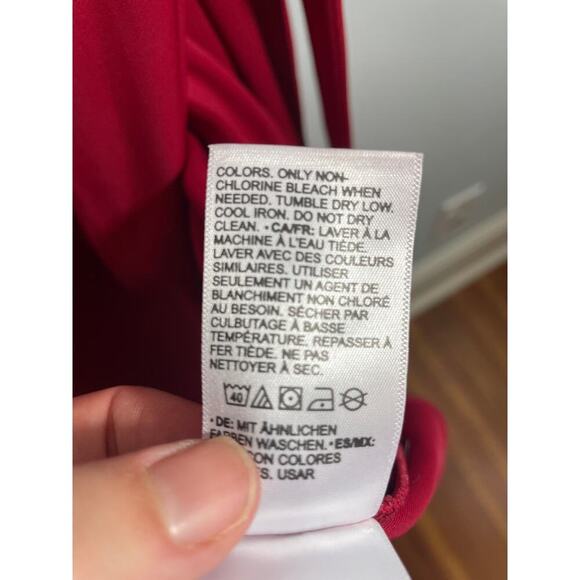 COLORS. ONLY NON-
CHLORINE BLEACH WHEN
NEEDED. TUMBLE DRY LOW.
COOL IRON. DO NOT DRY
CLEAN. • CA/FR: LAVER À LA
MACHINE À L'EAU TIÈDE.
LAVER AVEC DES COULEURS
SIMILAIRES. UTILISER
SEULEMENT UN AGENT DE
BLANCHIMENT NON CHLORÉ
AU BESOIN. SÉCHER PAR
CULBUTAGE À BASSE
TEMPÉRATURE. REPASSER À
FER TIÈDE. NE PAS
NETTOYER À SEC.
40
• DE: MIT ÄHNLICHEN
FARBEN WASCHEN. • ES/MX:
CON COLORES
USAR